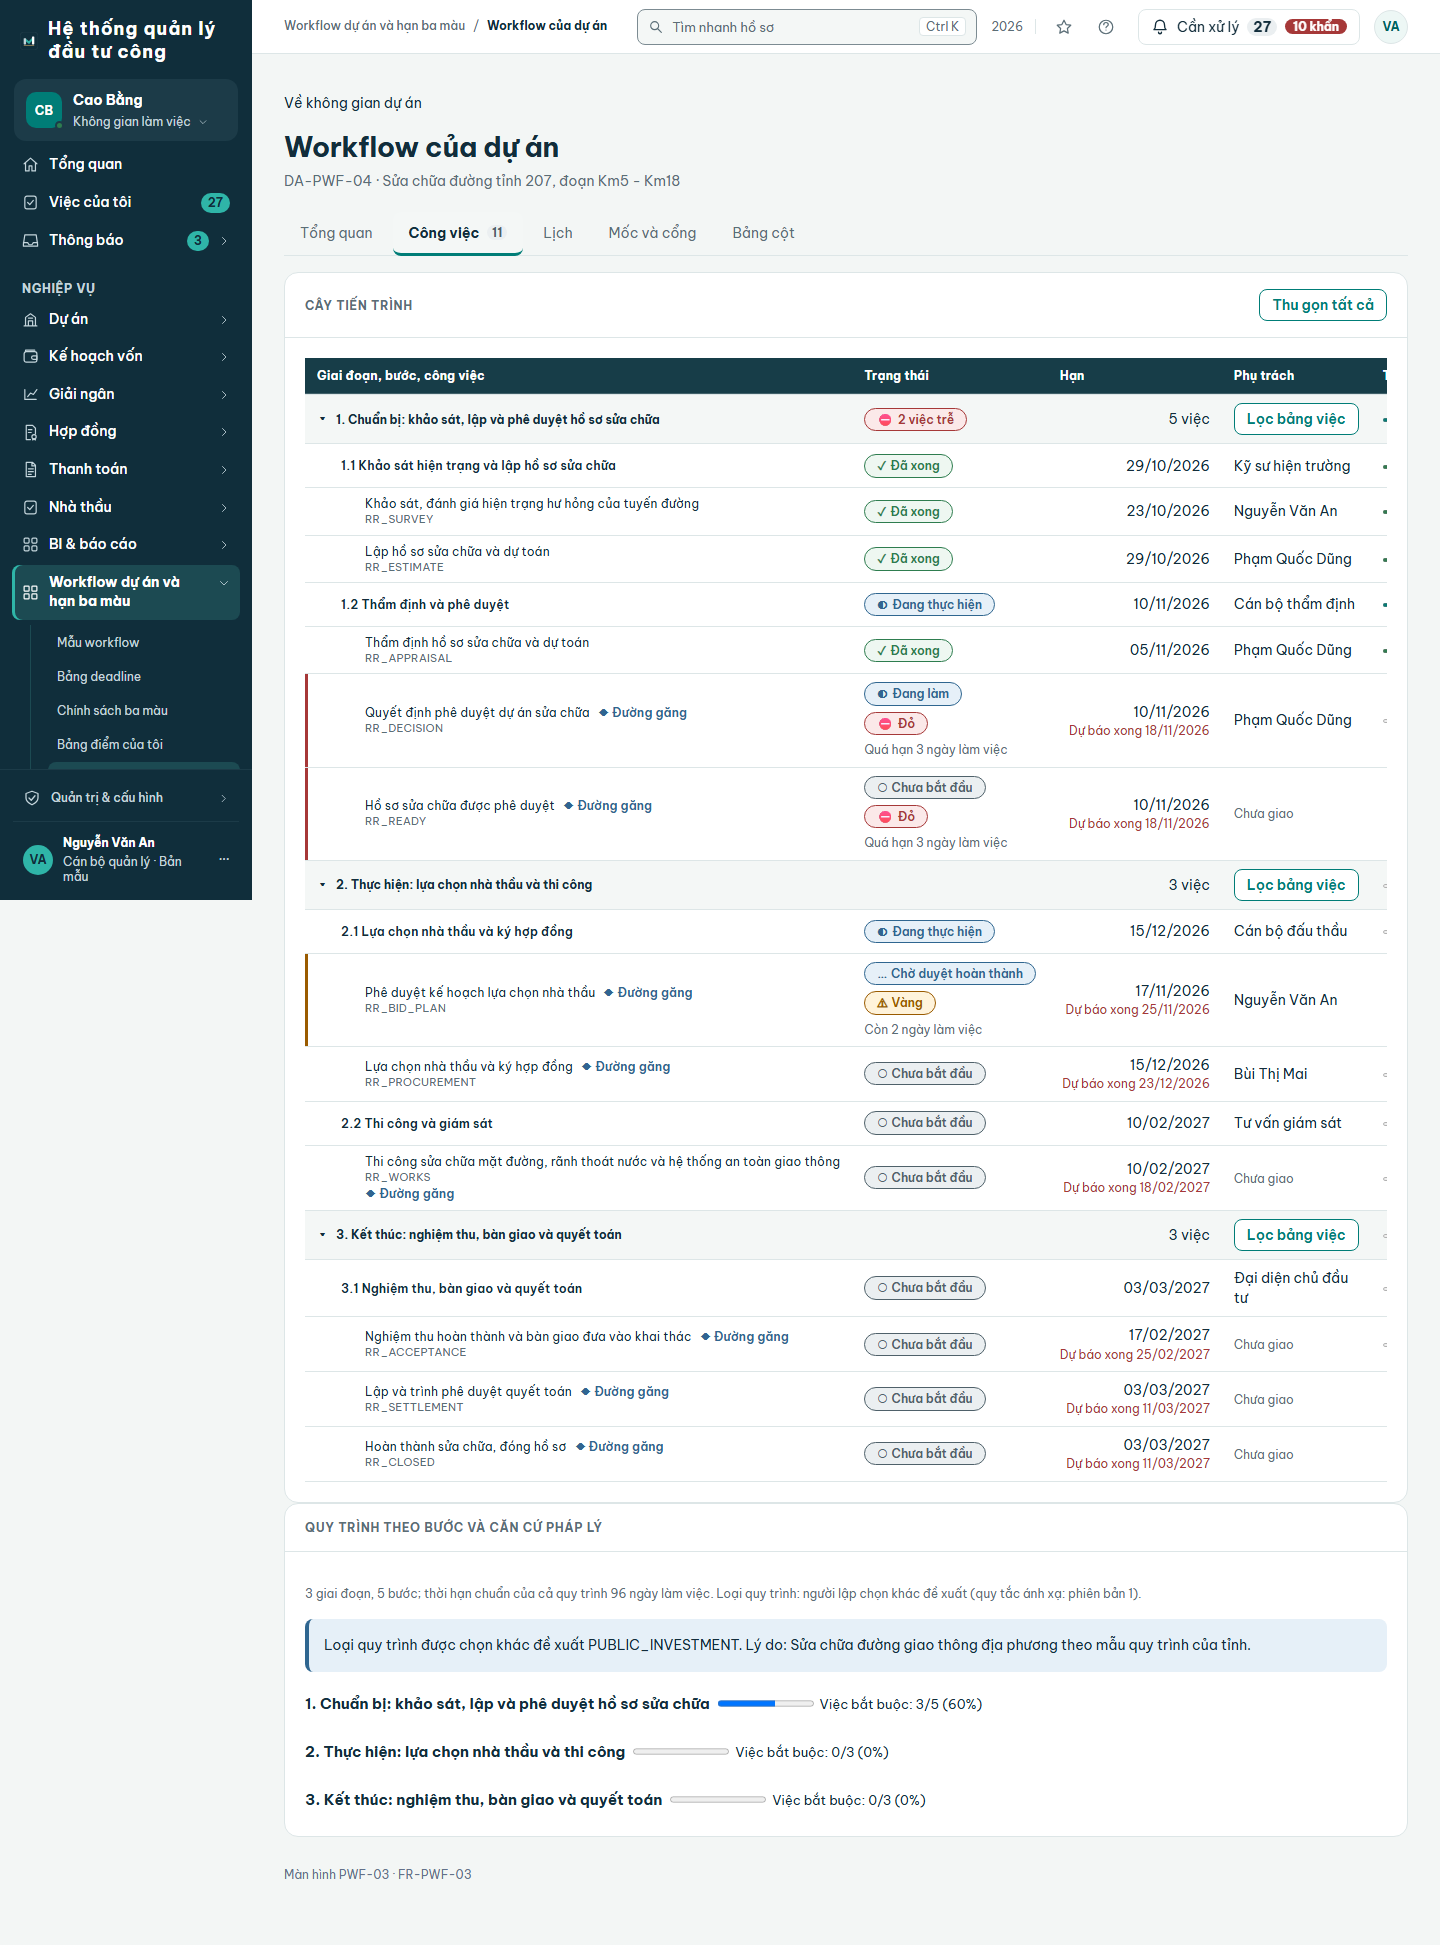 Hệ thống quản lý
đầu tư công
CB
Cao Bằng
Không gian làm việc
Tổng quan
Việc của tôi 27
Thông báo 3
NGHIỆP VỤ
Dự án
Kế hoạch vốn
Giải ngân
Hợp đồng
Thanh toán
Nhà thầu
BI & báo cáo
Workflow dự án và
hạn ba màu
Mẫu workflow
Bảng deadline
Chính sách ba màu
Bảng điểm của tôi
Quản trị & cấu hình
VA
Nguyễn Văn An
Cán bộ quản lý · Bản
mẫu
Workflow dự án và hạn ba màu / Workflow của dự án
Tìm nhanh hồ sơ Ctrl K
2026
Cần xử lý 27 10 khẩn
VA
Về không gian dự án
Workflow của dự án
DA-PWF-04 · Sửa chữa đường tỉnh 207, đoạn Km5 - Km18
Tổng quan Công việc 11 Lịch Mốc và cổng Bảng cột
CÂY TIẾN TRÌNH
Thu gọn tất cả
Giai đoạn, bước, công việc Trạng thái Hạn Phụ trách
1. Chuẩn bị: khảo sát, lập và phê duyệt hồ sơ sửa chữa 2 việc trễ 5 việc Lọc bảng việc
1.1 Khảo sát hiện trạng và lập hồ sơ sửa chữa ✓ Đã xong 29/10/2026 Kỹ sư hiện trường
Khảo sát, đánh giá hiện trạng hư hỏng của tuyến đường ✓ Đã xong 23/10/2026 Nguyễn Văn An
RR_SURVEY
Lập hồ sơ sửa chữa và dự toán ✓ Đã xong 29/10/2026 Phạm Quốc Dũng
RR_ESTIMATE
1.2 Thẩm định và phê duyệt Đang thực hiện 10/11/2026 Cán bộ thẩm định
Thẩm định hồ sơ sửa chữa và dự toán ✓ Đã xong 05/11/2026 Phạm Quốc Dũng
RR_APPRAISAL
Quyết định phê duyệt dự án sửa chữa Đường găng Đang làm 10/11/2026 Phạm Quốc Dũng
RR_DECISION Đỏ Dự báo xong 18/11/2026
Quá hạn 3 ngày làm việc
Hồ sơ sửa chữa được phê duyệt Đường găng Chưa bắt đầu 10/11/2026 Chưa giao
RR_READY Đỏ Dự báo xong 18/11/2026
Quá hạn 3 ngày làm việc
2. Thực hiện: lựa chọn nhà thầu và thi công 3 việc Lọc bảng việc
2.1 Lựa chọn nhà thầu và ký hợp đồng Đang thực hiện 15/12/2026 Cán bộ đấu thầu
Phê duyệt kế hoạch lựa chọn nhà thầu Đường găng ... Chờ duyệt hoàn thành 17/11/2026 Nguyễn Văn An
RR_BID_PLAN Vàng Dự báo xong 25/11/2026
Còn 2 ngày làm việc
Lựa chọn nhà thầu và ký hợp đồng Đường găng Chưa bắt đầu 15/12/2026 Bùi Thị Mai
RR_PROCUREMENT Dự báo xong 23/12/2026
2.2 Thi công và giám sát Chưa bắt đầu 10/02/2027 Tư vấn giám sát
Thi công sửa chữa mặt đường, rãnh thoát nước và hệ thống an toàn giao thông Chưa bắt đầu 10/02/2027 Chưa giao
RR_WORKS Dự báo xong 18/02/2027
Đường găng
3. Kết thúc: nghiệm thu, bàn giao và quyết toán 3 việc Lọc bảng việc
3.1 Nghiệm thu, bàn giao và quyết toán Chưa bắt đầu 03/03/2027 Đại diện chủ đầu
tư
Nghiệm thu hoàn thành và bàn giao đưa vào khai thác Đường găng Chưa bắt đầu 17/02/2027 Chưa giao
RR_ACCEPTANCE Dự báo xong 25/02/2027
Lập và trình phê duyệt quyết toán Đường găng Chưa bắt đầu 03/03/2027 Chưa giao
RR_SETTLEMENT Dự báo xong 11/03/2027
Hoàn thành sửa chữa, đóng hồ sơ Đường găng Chưa bắt đầu 03/03/2027 Chưa giao
RR_CLOSED Dự báo xong 11/03/2027
QUY TRÌNH THEO BƯỚC VÀ CĂN CỨ PHÁP LÝ
3 giai đoạn, 5 bước; thời hạn chuẩn của cả quy trình 96 ngày làm việc. Loại quy trình: người lập chọn khác đề xuất (quy tắc ánh xạ: phiên bản 1).
Loại quy trình được chọn khác đề xuất PUBLIC_INVESTMENT. Lý do: Sửa chữa đường giao thông địa phương theo mẫu quy trình của tỉnh.
1. Chuẩn bị: khảo sát, lập và phê duyệt hồ sơ sửa chữa Việc bắt buộc: 3/5 (60%)
2. Thực hiện: lựa chọn nhà thầu và thi công Việc bắt buộc: 0/3 (0%)
3. Kết thúc: nghiệm thu, bàn giao và quyết toán Việc bắt buộc: 0/3 (0%)
Màn hình PWF-03 · FR-PWF-03